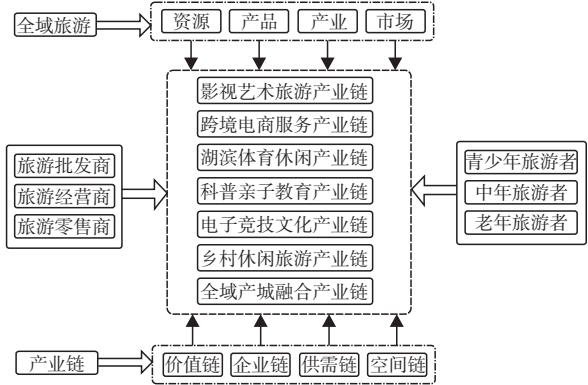 全域旅游
资源 产品 产业 市场
影视艺术旅游产业链
跨境电商服务产业链
湖滨体育休闲产业链
科普亲子教育产业链
电子竞技文化产业链
乡村休闲旅游产业链
全域产城融合产业链
旅游批发商
旅游经营商
旅游零售商
青少年旅游者
中年旅游者
老年旅游者
产业链
价值链 企业链 供需链 空间链